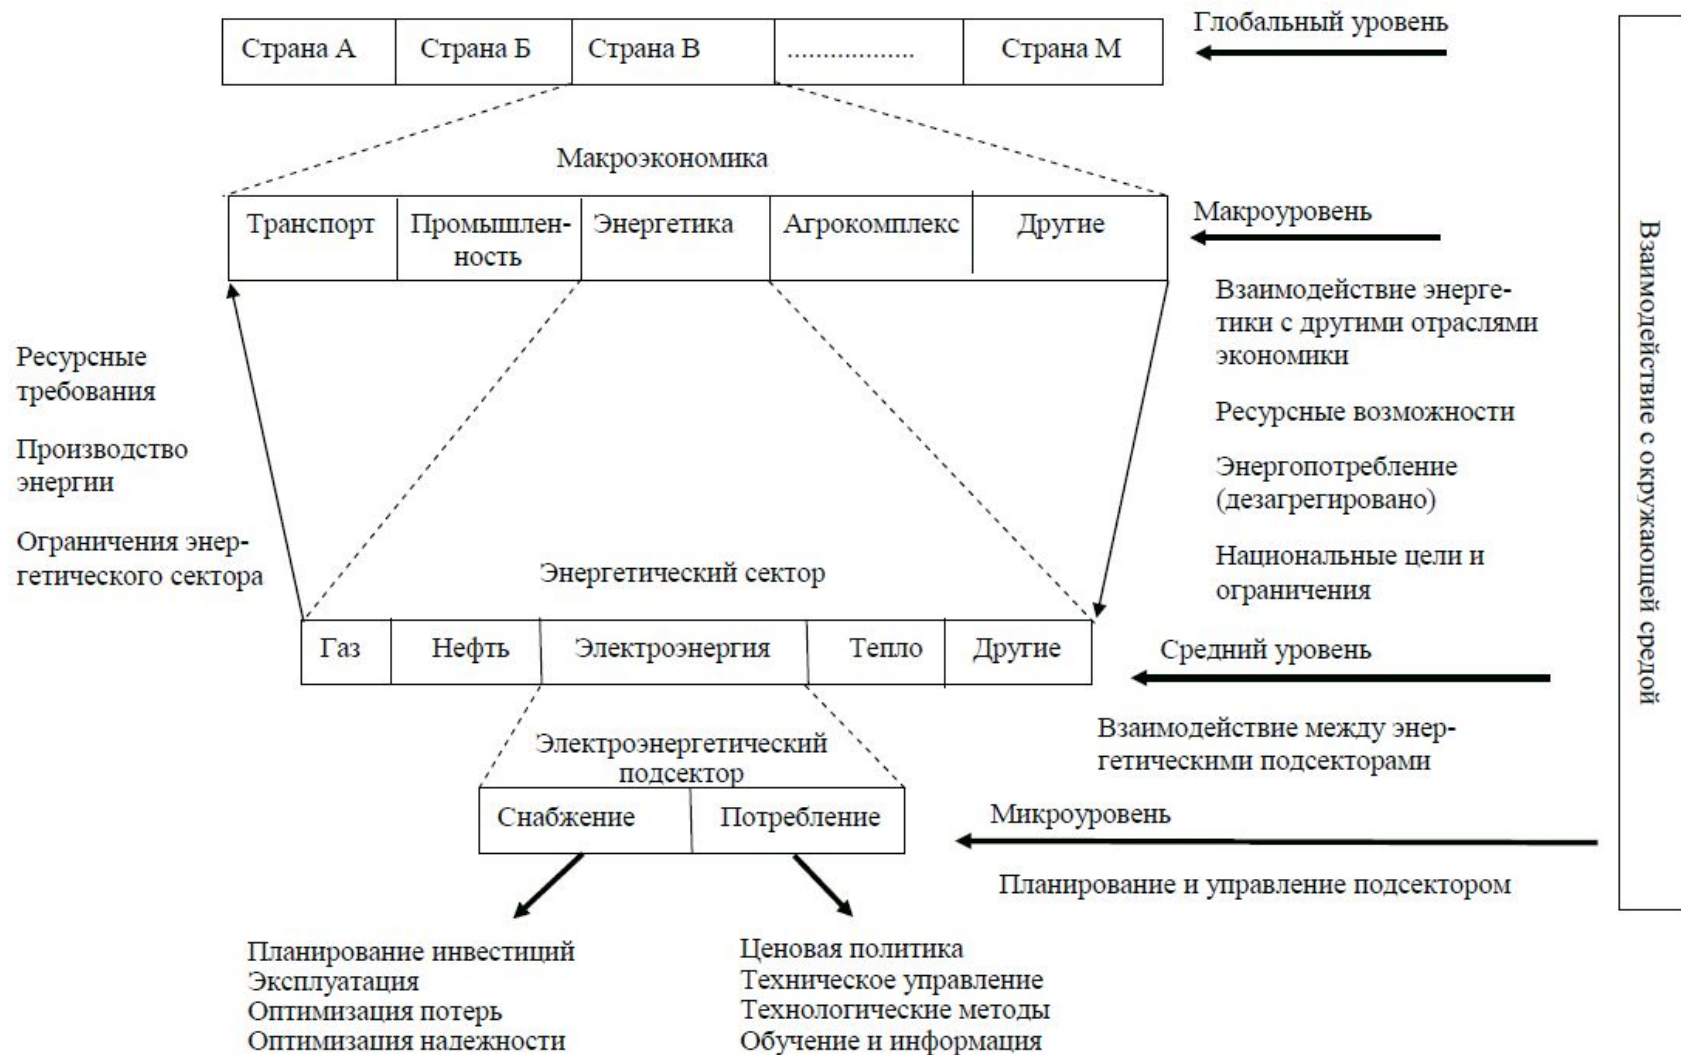 Глобальный уровень
Страна А
Страна Б
Страна В
..................
Страна М
Макроэкономика
Транспорт
Промышлен-
ность
Энергетика
Агрокомплекс
Другие
Макроуровень
Взаимодействие энерге-
тики с другими отраслями
экономики
Ресурсные возможности
Энергопотребление
(дезагрегировано)
Национальные цели и
ограничения
Ресурсные
требования
Производство
энергии
Ограничения энер-
гетического сектора
Энергетический сектор
Газ
Нефть
Электроэнергия
Тепло
Другие
Средний уровень
Взаимодействие между энер-
гетическими подсекторами
Электроэнергетический
подсектор
Снабжение
Потребление
Микроуровень
Планирование и управление подсектором
Планирование инвестиций
Эксплуатация
Оптимизация потерь
Оптимизация надежности
Ценовая политика
Техническое управление
Технологические методы
Обучение и информация
Взаимодействие с окружающей средой